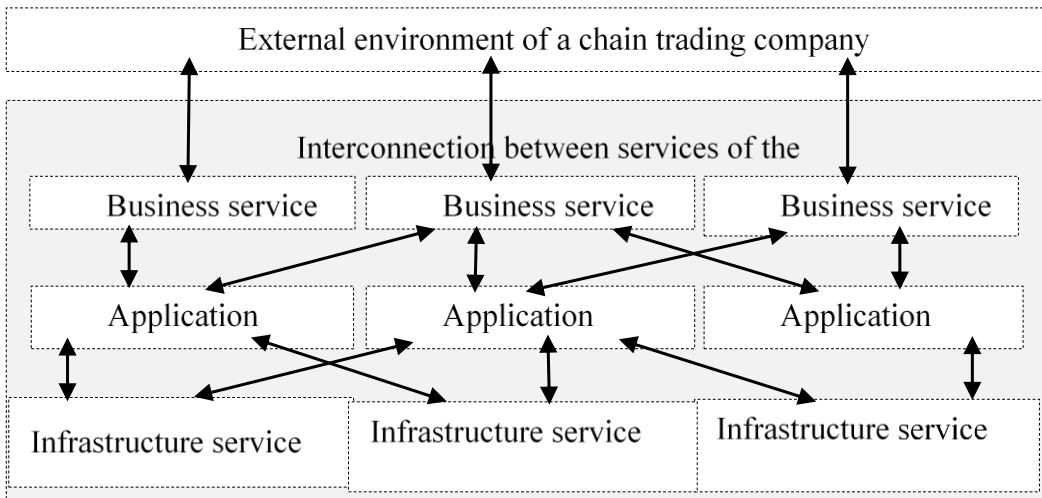 External environment of a chain trading company
Interconnection between services of the
Business service
Business service
Business service
Application
Application
Application
Infrastructure service
Infrastructure service
Infrastructure service